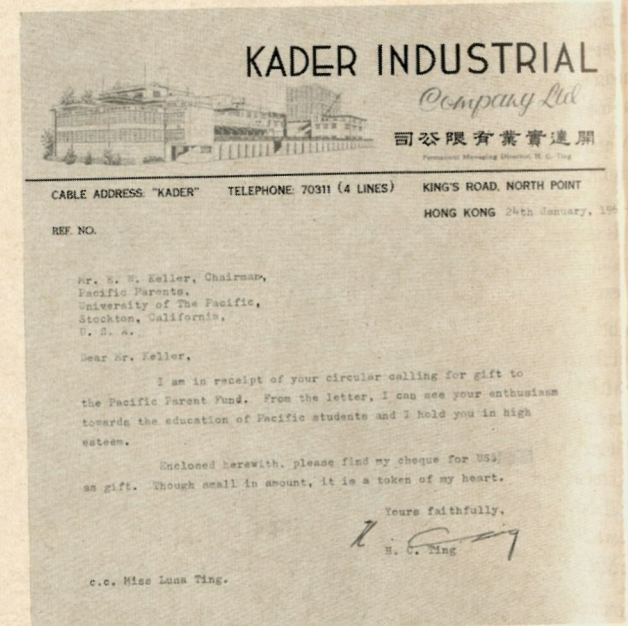 KADER INDUSTRIAL
Company Ltd
司公限有業實達開
Permanent Managing Director, H. C. Ting
CABLE ADDRESS: "KADER" TELEPHONE: 70311 (4 LINES) KING'S ROAD, NORTH POINT
HONG KONG 24th January, 196
REF. NO.
Mr. E. W. Keller, Chairman,
Pacific Parents,
University of The Pacific,
Stockton, California,
U. S. A.
Dear Mr. Keller,
I am in receipt of your circular calling for gift to
the Pacific Parent Fund. From the letter, I can see your enthusiasm
towards the education of Pacific students and I hold you in high
esteem.
Enclosed herewith, please find my cheque for US$
as gift. Though small in amount, it is a token of my heart.
Yours faithfully,
H. C. Ting
c.c. Miss Luna Ting.